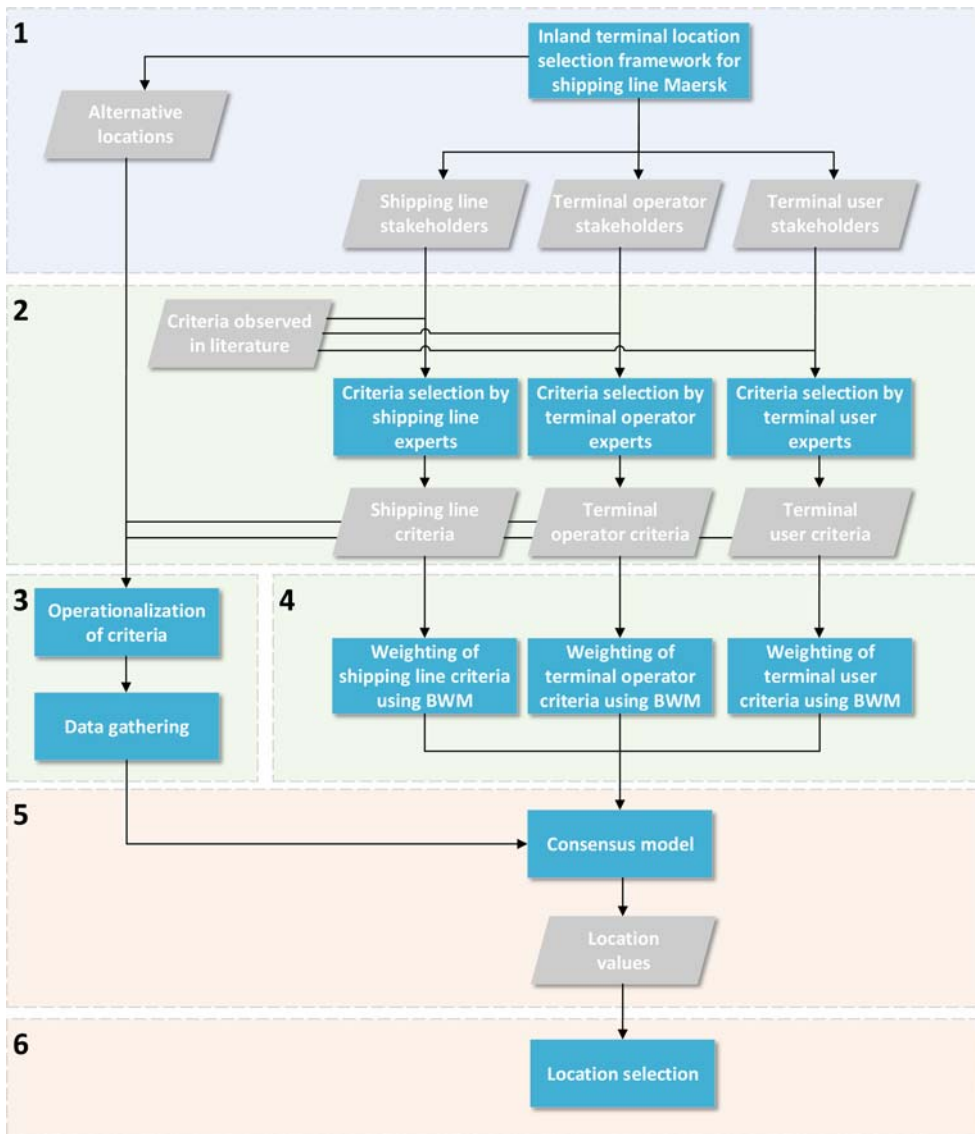 1
Inland terminal location
selection framework for
shipping line Maersk
Alternative
locations
Shipping line
stakeholders
Terminal operator
stakeholders
Terminal user
stakeholders
2
Criteria observed
in literature
Criteria selection by
shipping line
experts
Criteria selection by
terminal operator
experts
Criteria selection by
terminal user
experts
Shipping line
criteria
Terminal
operator criteria
Terminal
user criteria
3
Operationalization
of criteria
Data gathering
4
Weighting of
shipping line criteria
using BWM
Weighting of
terminal operator
criteria using BWM
Weighting of
terminal user
criteria using BWM
5
Consensus model
Location
values
6
Location selection